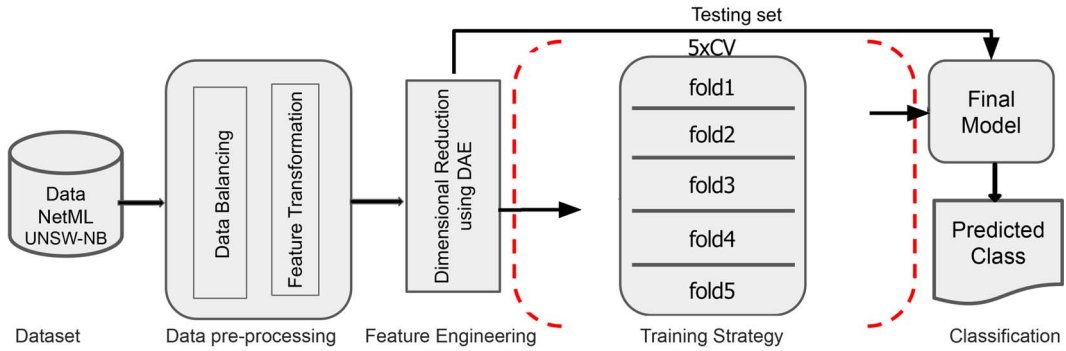 Testing set
5xCV
Data
NetML
UNSW-NB
Data Balancing
Feature Transformation
Dimensional Reduction
using DAE
fold1
fold2
fold3
fold4
fold5
Final
Model
Predicted
Class
Dataset
Data pre-processing
Feature Engineering
Training Strategy
Classification